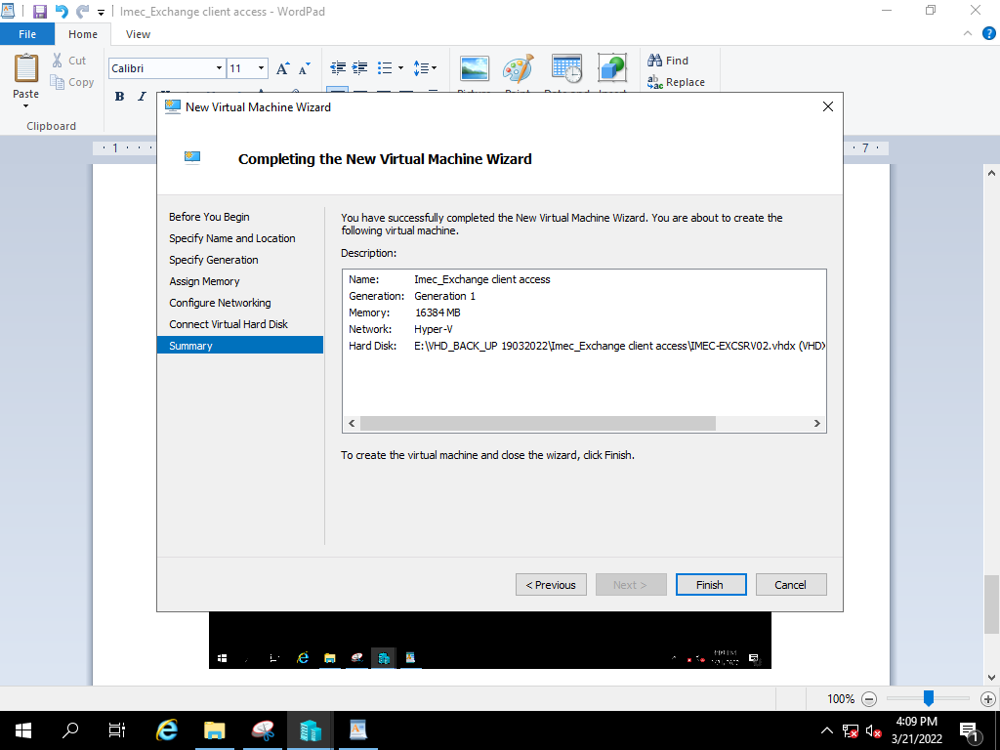 Imec_Exchange client access - WordPad
File
Home
View
Paste
Cut
Copy
Clipboard
Calibri
11
A
A
B
I
Find
Replace
1
7
New Virtual Machine Wizard
Completing the New Virtual Machine Wizard
Before You Begin
Specify Name and Location
Specify Generation
Assign Memory
Configure Networking
Connect Virtual Hard Disk
Summary
You have successfully completed the New Virtual Machine Wizard. You are about to create the
following virtual machine.
Description:
Name: Imec_Exchange client access
Generation: Generation 1
Memory: 16384 MB
Network: Hyper-V
Hard Disk: E:\VHD_BACK_UP 19032022\Imec_Exchange client access\IMEC-EXCSRV02.vhdx (VHDX
To create the virtual machine and close the wizard, click Finish.
< Previous
Next >
Finish
Cancel
100%
4:09 PM
3/21/2022
1